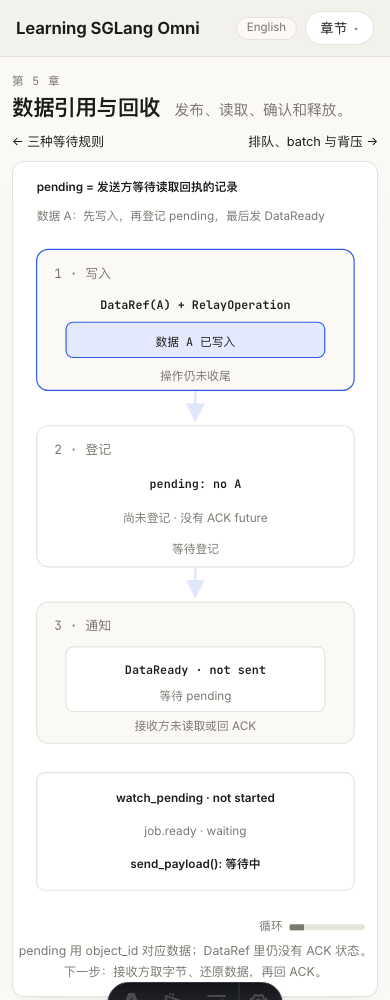 Learning SGLang Omni
English
章节
第 5 章
数据引用与回收 发布、读取、确认和释放。
← 三种等待规则 排队、batch 与背压 →
pending = 发送方等待读取回执的记录
数据 A：先写入，再登记 pending，最后发 DataReady
1 · 写入
DataRef(A) + RelayOperation
数据 A 已写入
操作仍未收尾
2 · 登记
pending: no A
尚未登记 · 没有 ACK future
等待登记
3 · 通知
DataReady · not sent
等待 pending
接收方未读取或回 ACK
watch_pending · not started
job.ready · waiting
send_payload(): 等待中
循环
pending 用 object_id 对应数据；DataRef 里仍没有 ACK 状态。
下一步：接收方取字节、还原数据，再回 ACK。